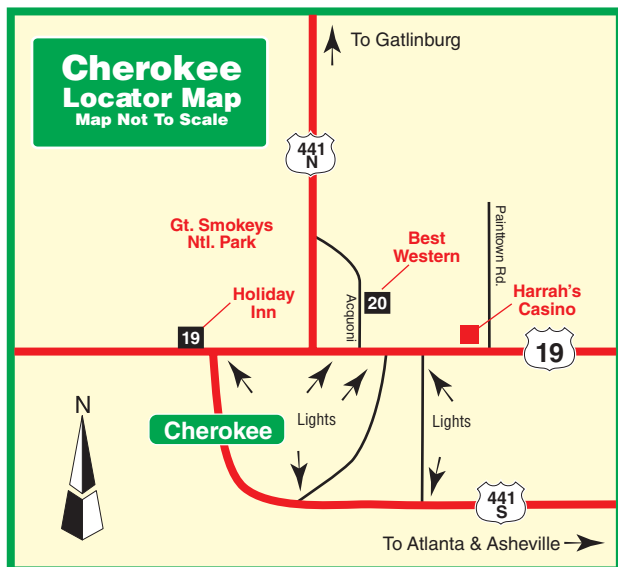 Cherokee
Locator Map
Map Not To Scale
To Gatlinburg
441
N
Gt. Smokeys
Ntl. Park
Best
Western
Painttown Rd.
Holiday
Inn
20
Acquoni
Harrah's
Casino
19
19
N
Cherokee
Lights
Lights
441
S
To Atlanta & Asheville